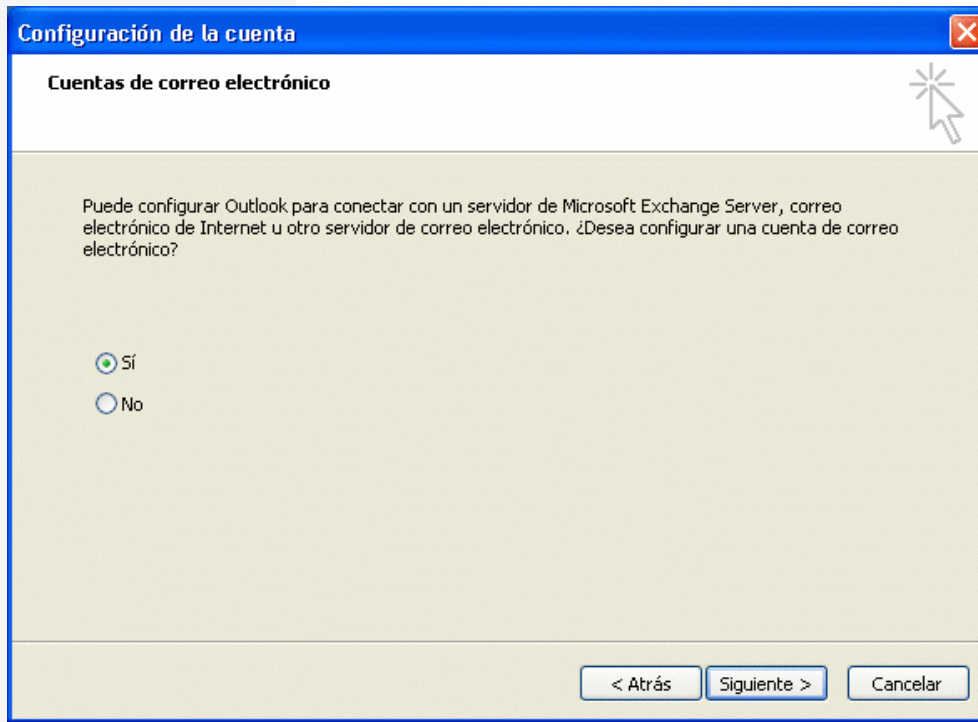 Configuración de la cuenta
Cuentas de correo electrónico
Puede configurar Outlook para conectar con un servidor de Microsoft Exchange Server, correo
electrónico de Internet u otro servidor de correo electrónico. ¿Desea configurar una cuenta de correo
electrónico?
Sí
No
< Atrás Siguiente > Cancelar